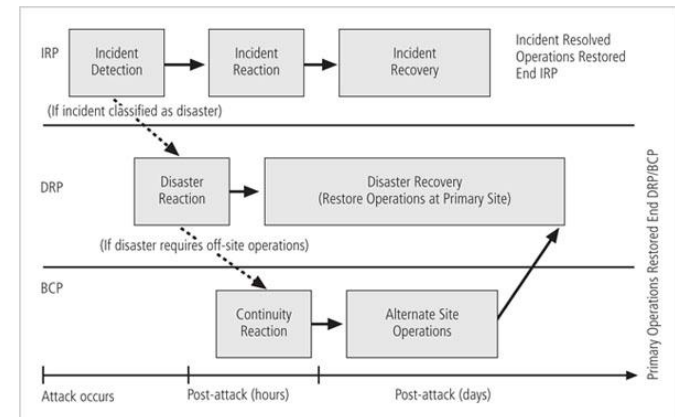 IRP
Incident
Detection
Incident
Reaction
Incident
Recovery
Incident Resolved
Operations Restored
End IRP
(If incident classified as disaster)
DRP
Disaster
Reaction
Disaster Recovery
(Restore Operations at Primary Site)
(If disaster requires off-site operations)
BCP
Continuity
Reaction
Alternate Site
Operations
Primary Operations Restored End DRP/BCP
Attack occurs
Post-attack (hours)
Post-attack (days)